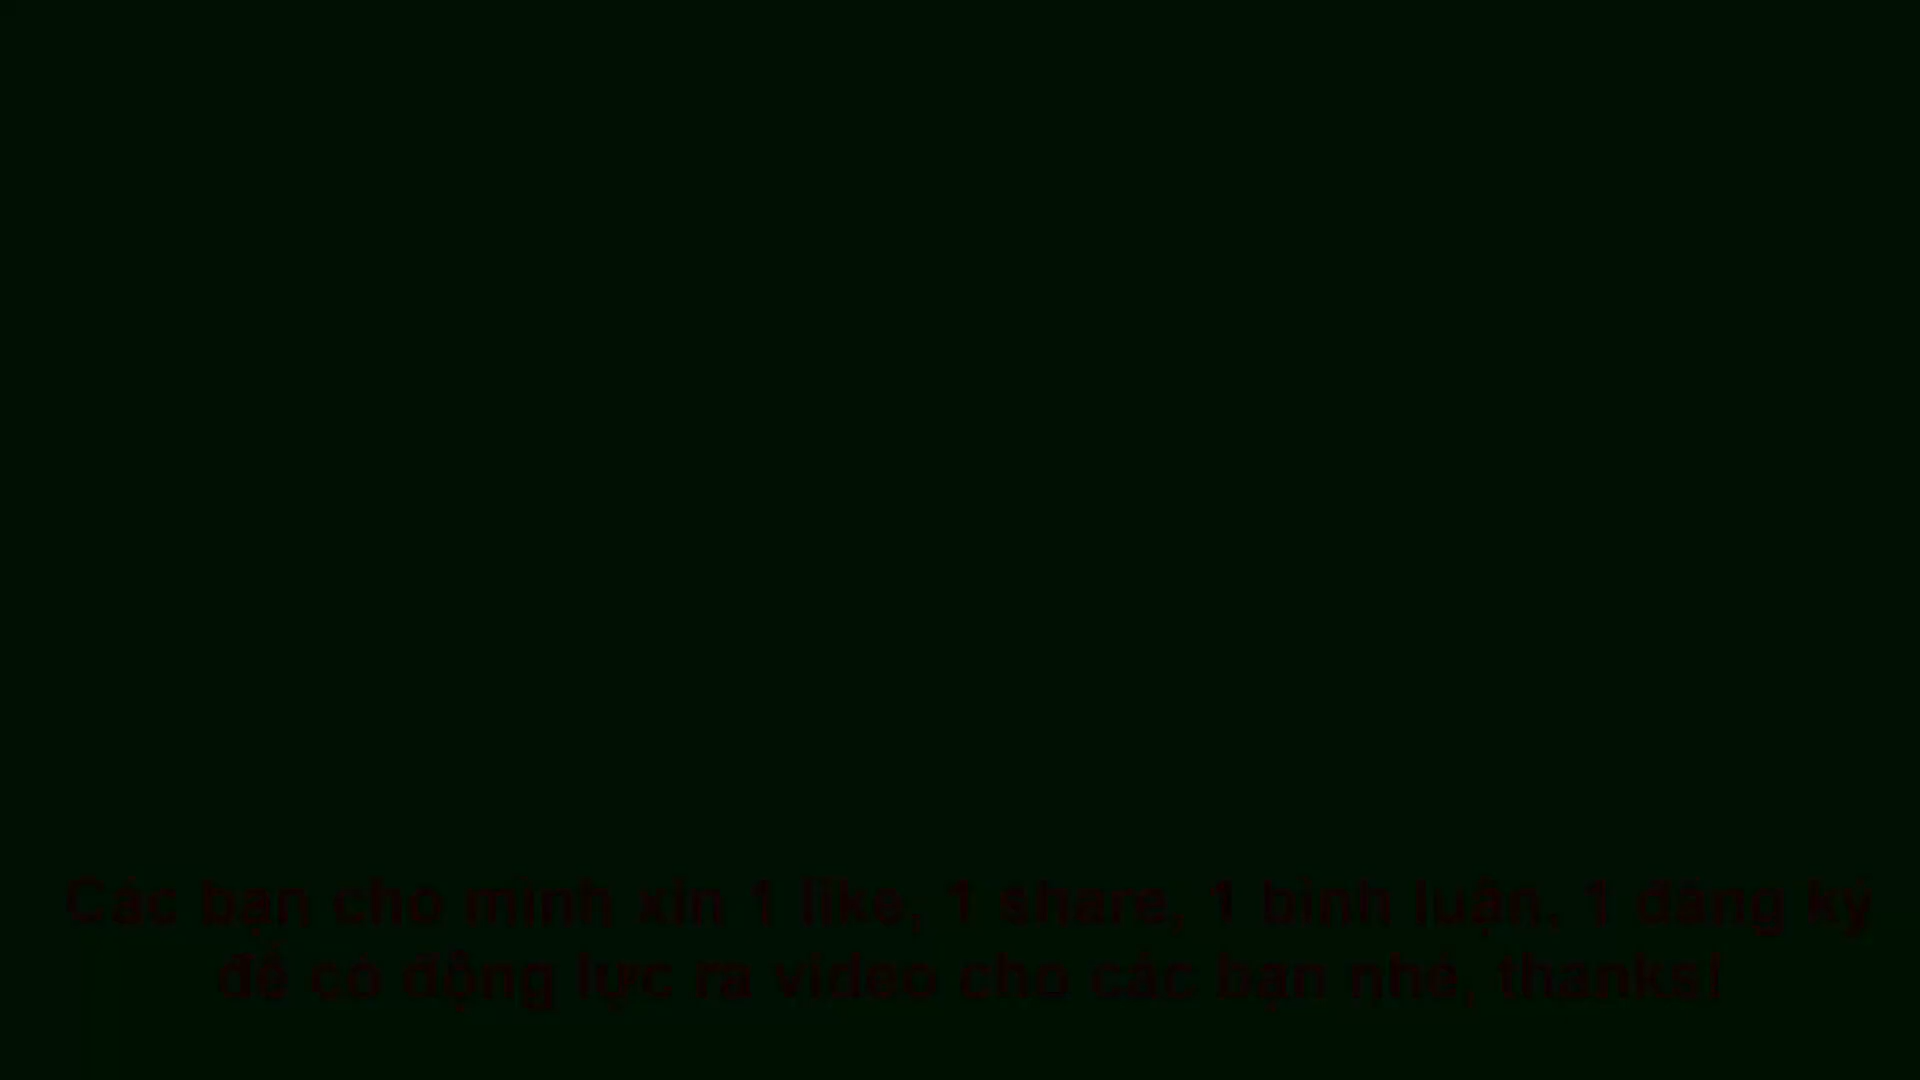 Các bạn cho mình xin 1 like, 1 share, 1 bình luận, 1 đăng ký
để có động lực ra video cho các bạn nhé, thanks!